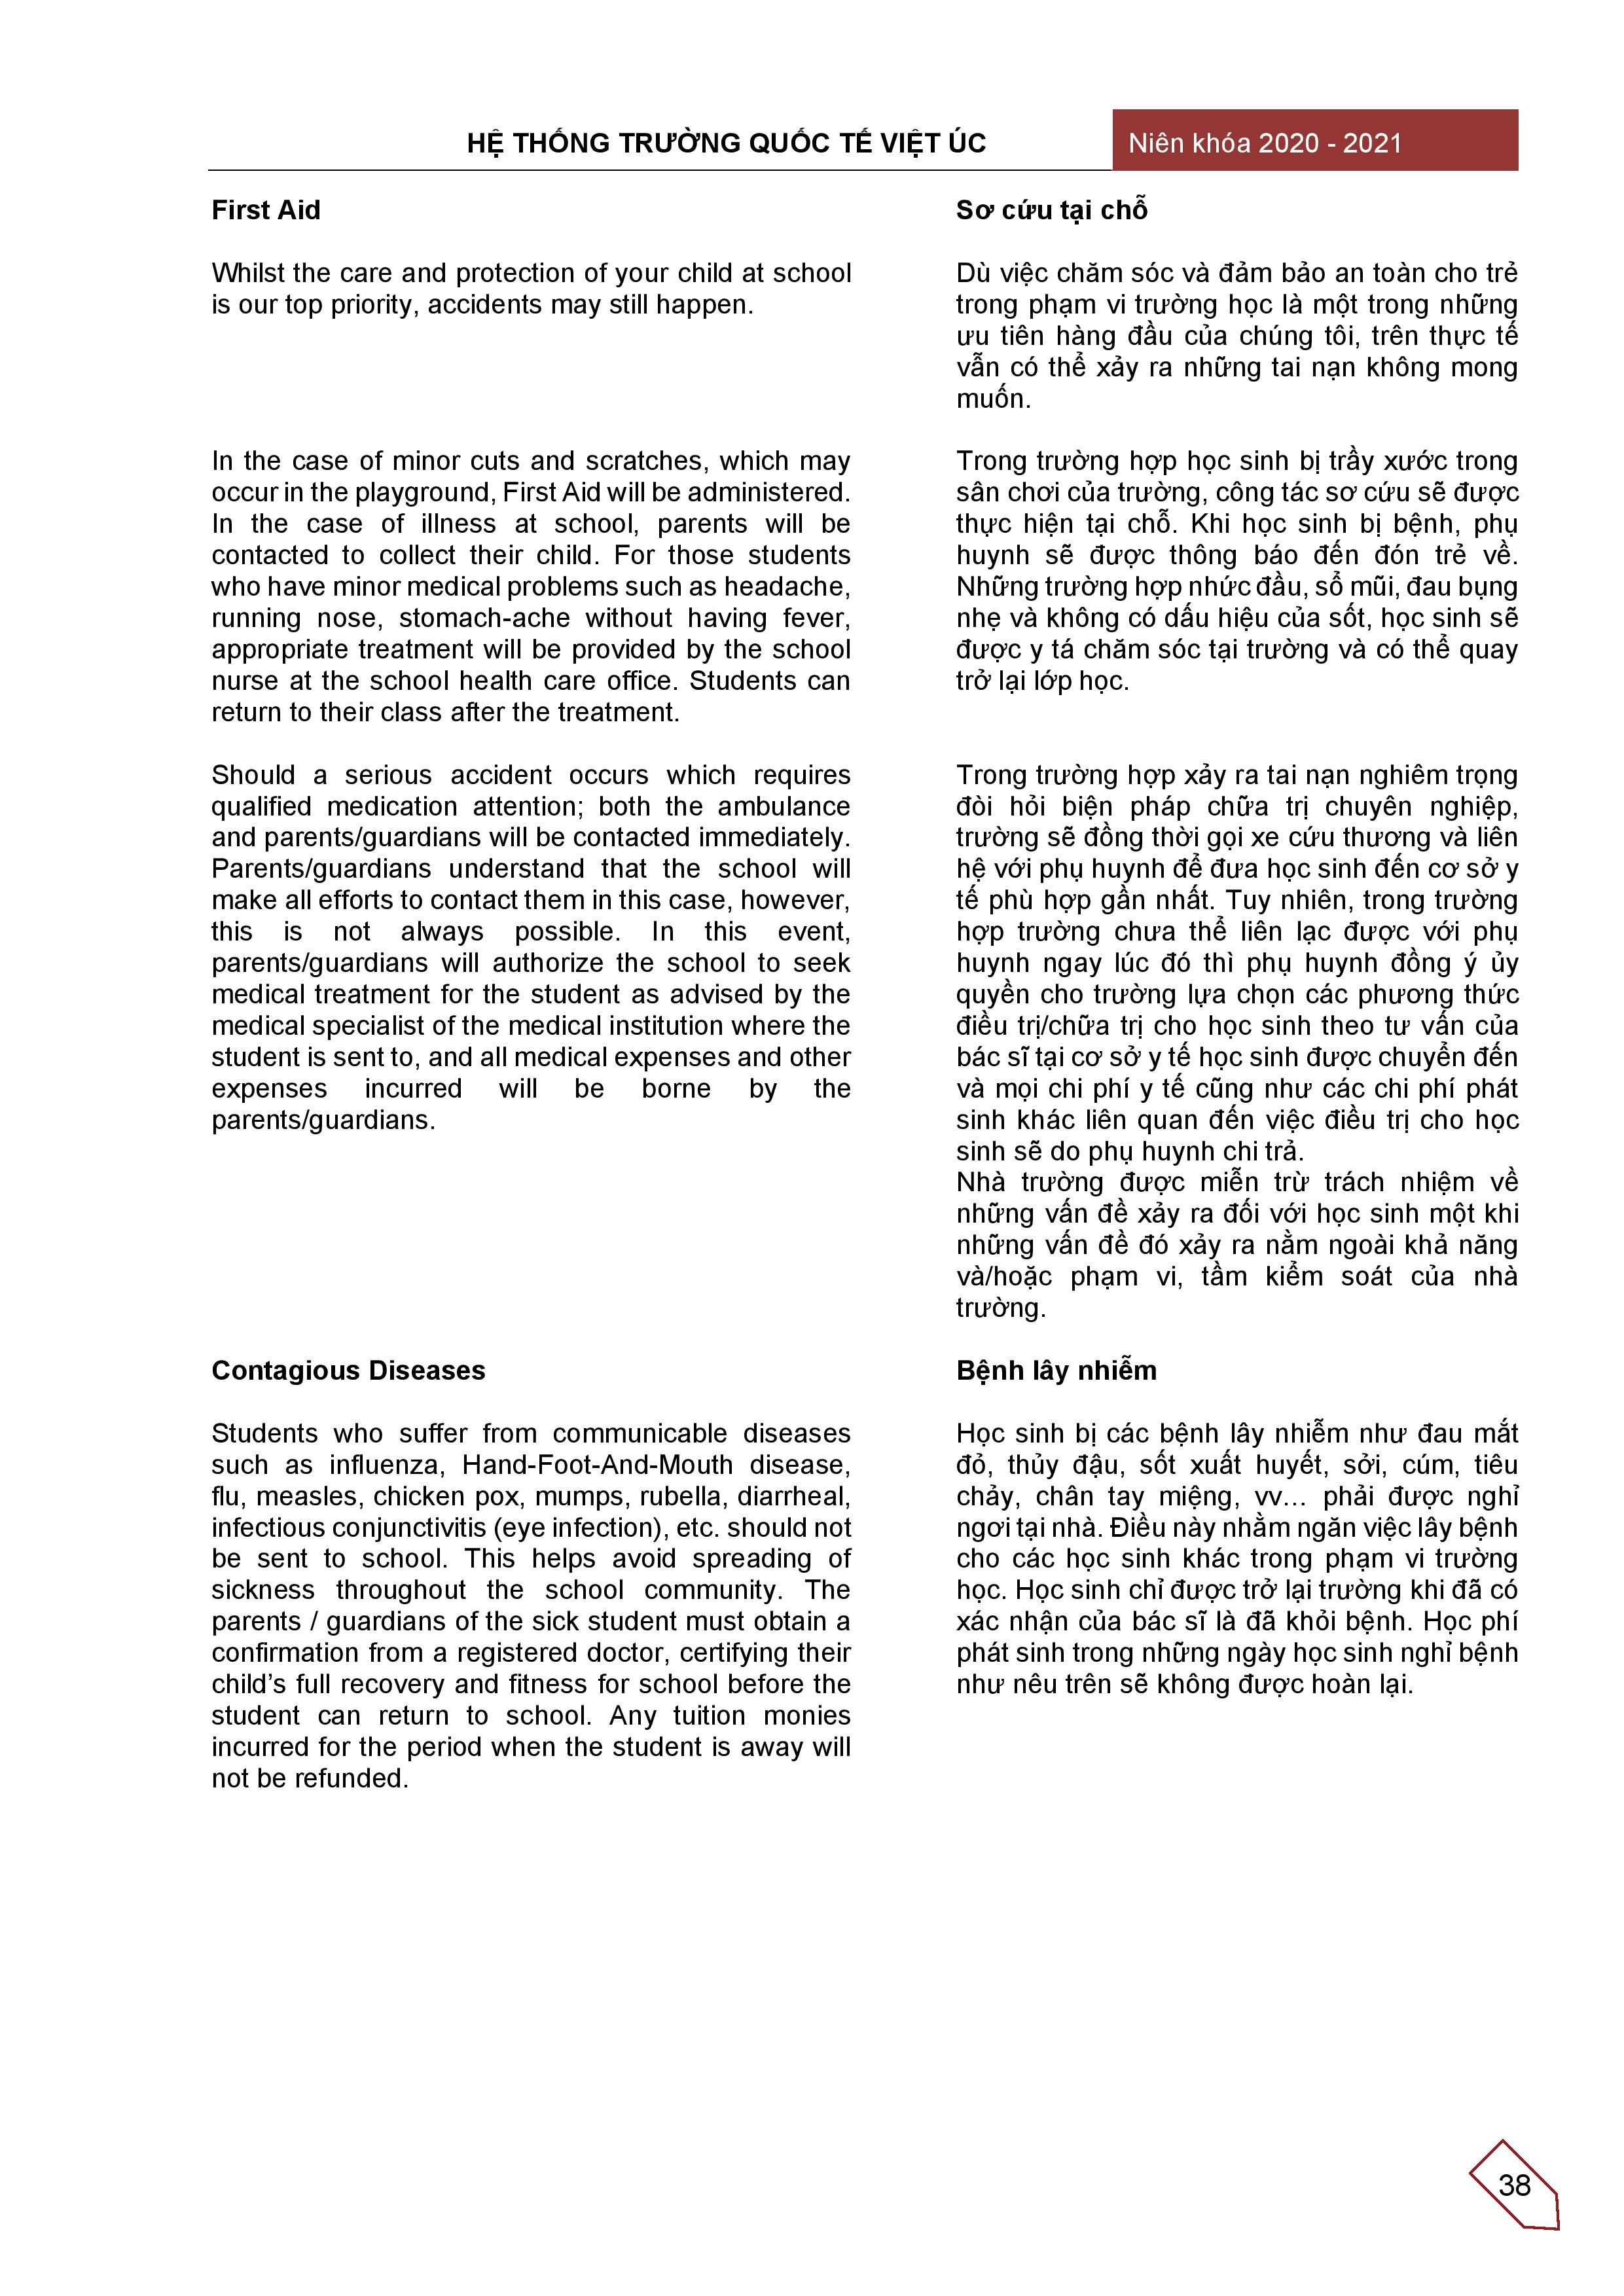 HỆ THỐNG TRƯỜNG QUỐC TẾ VIỆT ÚC
Niên khóa 2020 - 2021
First Aid
Whilst the care and protection of your child at school
is our top priority, accidents may still happen.
In the case of minor cuts and scratches, which may
occur in the playground, First Aid will be administered.
In the case of illness at school, parents will be
contacted to collect their child. For those students
who have minor medical problems such as headache,
running nose, stomach-ache without having fever,
appropriate treatment will be provided by the school
nurse at the school health care office. Students can
return to their class after the treatment.
Should a serious accident occurs which requires
qualified medication attention; both the ambulance
and parents/guardians will be contacted immediately.
Parents/guardians understand that the school will
make all efforts to contact them in this case, however,
this is not always possible. In this event,
parents/guardians will authorize the school to seek
medical treatment for the student as advised by the
medical specialist of the medical institution where the
student is sent to, and all medical expenses and other
expenses incurred will be borne by the
parents/guardians.
Contagious Diseases
Students who suffer from communicable diseases
such as influenza, Hand-Foot-And-Mouth disease,
flu, measles, chicken pox, mumps, rubella, diarrheal,
infectious conjunctivitis (eye infection), etc. should not
be sent to school. This helps avoid spreading of
sickness throughout the school community. The
parents / guardians of the sick student must obtain a
confirmation from a registered doctor, certifying their
child’s full recovery and fitness for school before the
student can return to school. Any tuition monies
incurred for the period when the student is away will
not be refunded.
Sơ cứu tại chỗ
Dù việc chăm sóc và đảm bảo an toàn cho trẻ
trong phạm vi trường học là một trong những
ưu tiên hàng đầu của chúng tôi, trên thực tế
vẫn có thể xảy ra những tai nạn không mong
muốn.
Trong trường hợp học sinh bị trầy xước trong
sân chơi của trường, công tác sơ cứu sẽ được
thực hiện tại chỗ. Khi học sinh bị bệnh, phụ
huynh sẽ được thông báo đến đón trẻ về.
Những trường hợp nhức đầu, sổ mũi, đau bụng
nhẹ và không có dấu hiệu của sốt, học sinh sẽ
được y tá chăm sóc tại trường và có thể quay
trở lại lớp học.
Trong trường hợp xảy ra tai nạn nghiêm trọng
đòi hỏi biện pháp chữa trị chuyên nghiệp,
trường sẽ đồng thời gọi xe cứu thương và liên
hệ với phụ huynh để đưa học sinh đến cơ sở y
tế phù hợp gần nhất. Tuy nhiên, trong trường
hợp trường chưa thể liên lạc được với phụ
huynh ngay lúc đó thì phụ huynh đồng ý ủy
quyền cho trường lựa chọn các phương thức
điều trị/chữa trị cho học sinh theo tư vấn của
bác sĩ tại cơ sở y tế học sinh được chuyển đến
và mọi chi phí y tế cũng như các chi phí phát
sinh khác liên quan đến việc điều trị cho học
sinh sẽ do phụ huynh chi trả.
Nhà trường được miễn trừ trách nhiệm về
những vấn đề xảy ra đối với học sinh một khi
những vấn đề đó xảy ra nằm ngoài khả năng
và/hoặc phạm vi, tầm kiểm soát của nhà
trường.
Bệnh lây nhiễm
Học sinh bị các bệnh lây nhiễm như đau mắt
đỏ, thủy đậu, sốt xuất huyết, sởi, cúm, tiêu
chảy, chân tay miệng, vv… phải được nghỉ
ngơi tại nhà. Điều này nhằm ngăn việc lây bệnh
cho các học sinh khác trong phạm vi trường
học. Học sinh chỉ được trở lại trường khi đã có
xác nhận của bác sĩ là đã khỏi bệnh. Học phí
phát sinh trong những ngày học sinh nghỉ bệnh
như nêu trên sẽ không được hoàn lại.
38